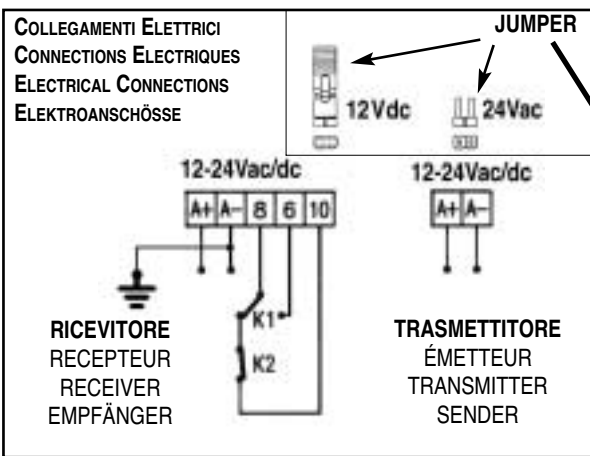 COLLEGAMENTI ELETTRICI
CONNECTIONS ELECTRIQUES
ELECTRICAL CONNECTIONS
ELEKTROANSCHÖSSE
JUMPER
12Vdc
24Vac
12-24Vac/dc
A+ A- 8 6 10
K1
K2
RICEVITORE
RECEPTEUR
RECEIVER
EMPFÄNGER
12-24Vac/dc
A+ A-
TRASMETTITORE
ÉMETTEUR
TRANSMITTER
SENDER